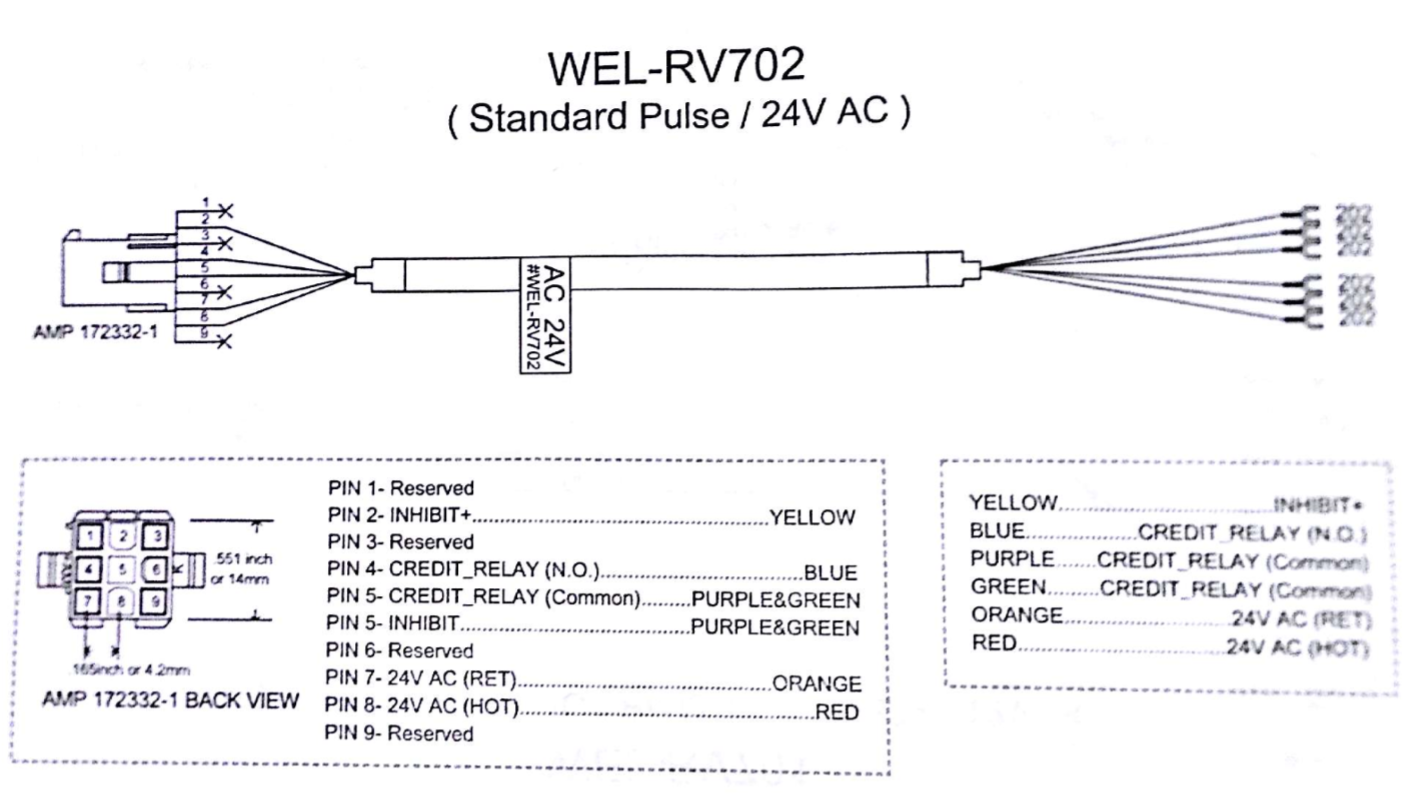 WEL-RV702
( Standard Pulse / 24V AC )
1
2
3
4
5
6
7
8
9
AMP 172332-1
AC 24V
#WEL-RV702
202
202
202
202
202
202
1 2 3
4 5 6
7 8 9
.551 inch
or 14mm
.165inch or 4.2mm
AMP 172332-1 BACK VIEW
PIN 1- Reserved
PIN 2- INHIBIT+..............................YELLOW
PIN 3- Reserved
PIN 4- CREDIT_RELAY (N.O.)....................BLUE
PIN 5- CREDIT_RELAY (Common)........PURPLE&GREEN
PIN 5- INHIBIT........................PURPLE&GREEN
PIN 6- Reserved
PIN 7- 24V AC (RET)..........................ORANGE
PIN 8- 24V AC (HOT)..............................RED
PIN 9- Reserved
YELLOW..............................INHIBIT+
BLUE...............CREDIT_RELAY (N.O.)
PURPLE......CREDIT_RELAY (Common)
GREEN........CREDIT_RELAY (Common)
ORANGE.......................24V AC (RET)
RED.............................24V AC (HOT)